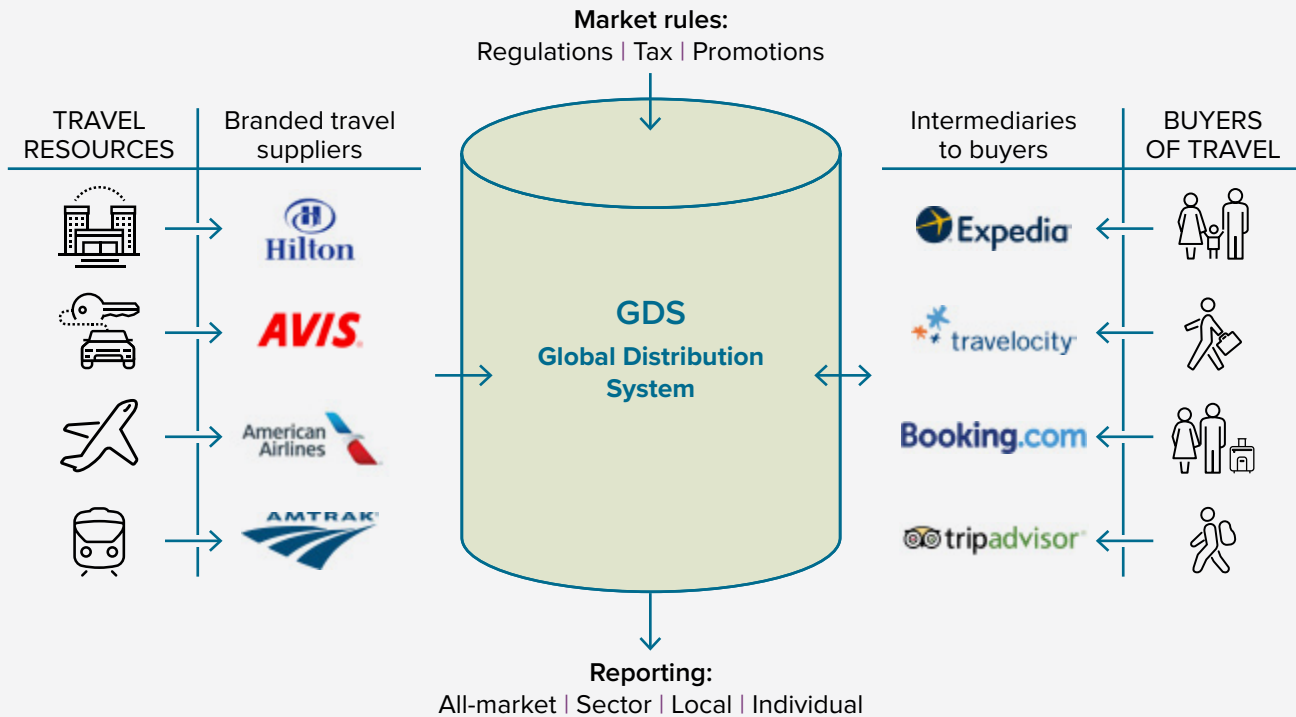 Market rules:
Regulations | Tax | Promotions
TRAVEL
RESOURCES
Branded travel
suppliers
Intermediaries
to buyers
BUYERS
OF TRAVEL
H
Hilton
Expedia
AVIS
GDS
Global Distribution
System
travelocity
American
Airlines
Booking.com
AMTRAK
tripadvisor
Reporting:
All-market | Sector | Local | Individual